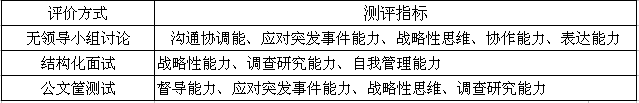 评价方式 测评指标
无领导小组讨论 沟通协调能、应对突发事件能力、战略性思维、协作能力、表达能力
结构化面试 战略性能力、调查研究能力、自我管理能力
公文筐测试 督导能力、应对突发事件能力、战略性思维、调查研究能力